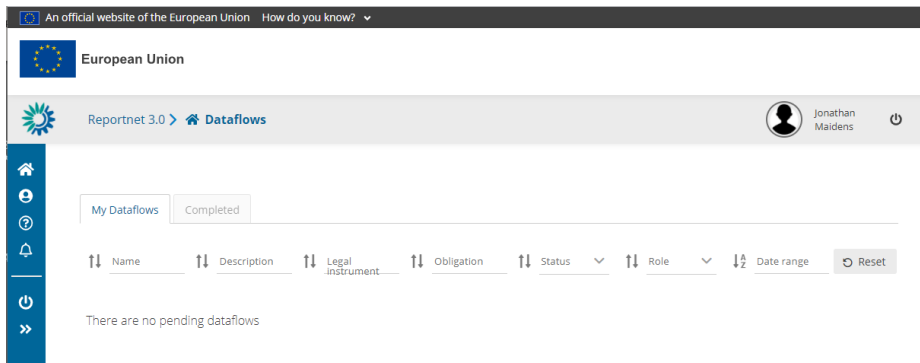 An official website of the European Union How do you know?
European Union
Reportnet 3.0 Dataflows
Jonathan
Maidens
My Dataflows Completed
Name Description Legal instrument Obligation Status Role Date range Reset
There are no pending dataflows